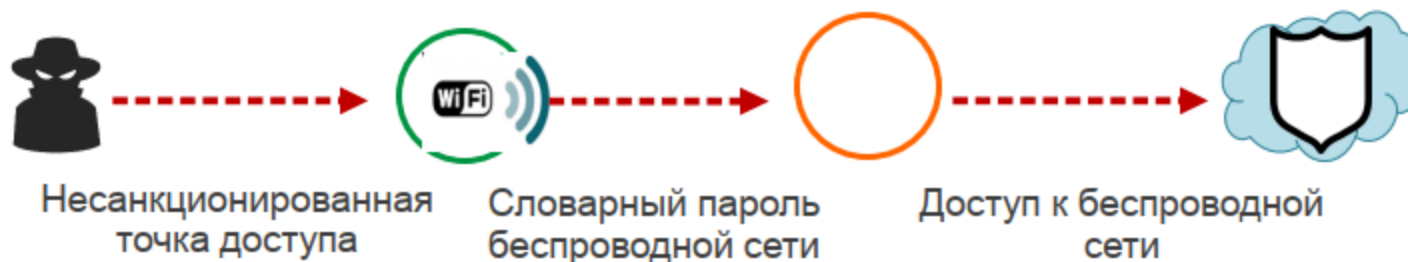 WiFi
Несанкционированная
точка доступа
Словарный пароль
беспроводной сети
Доступ к беспроводной
сети